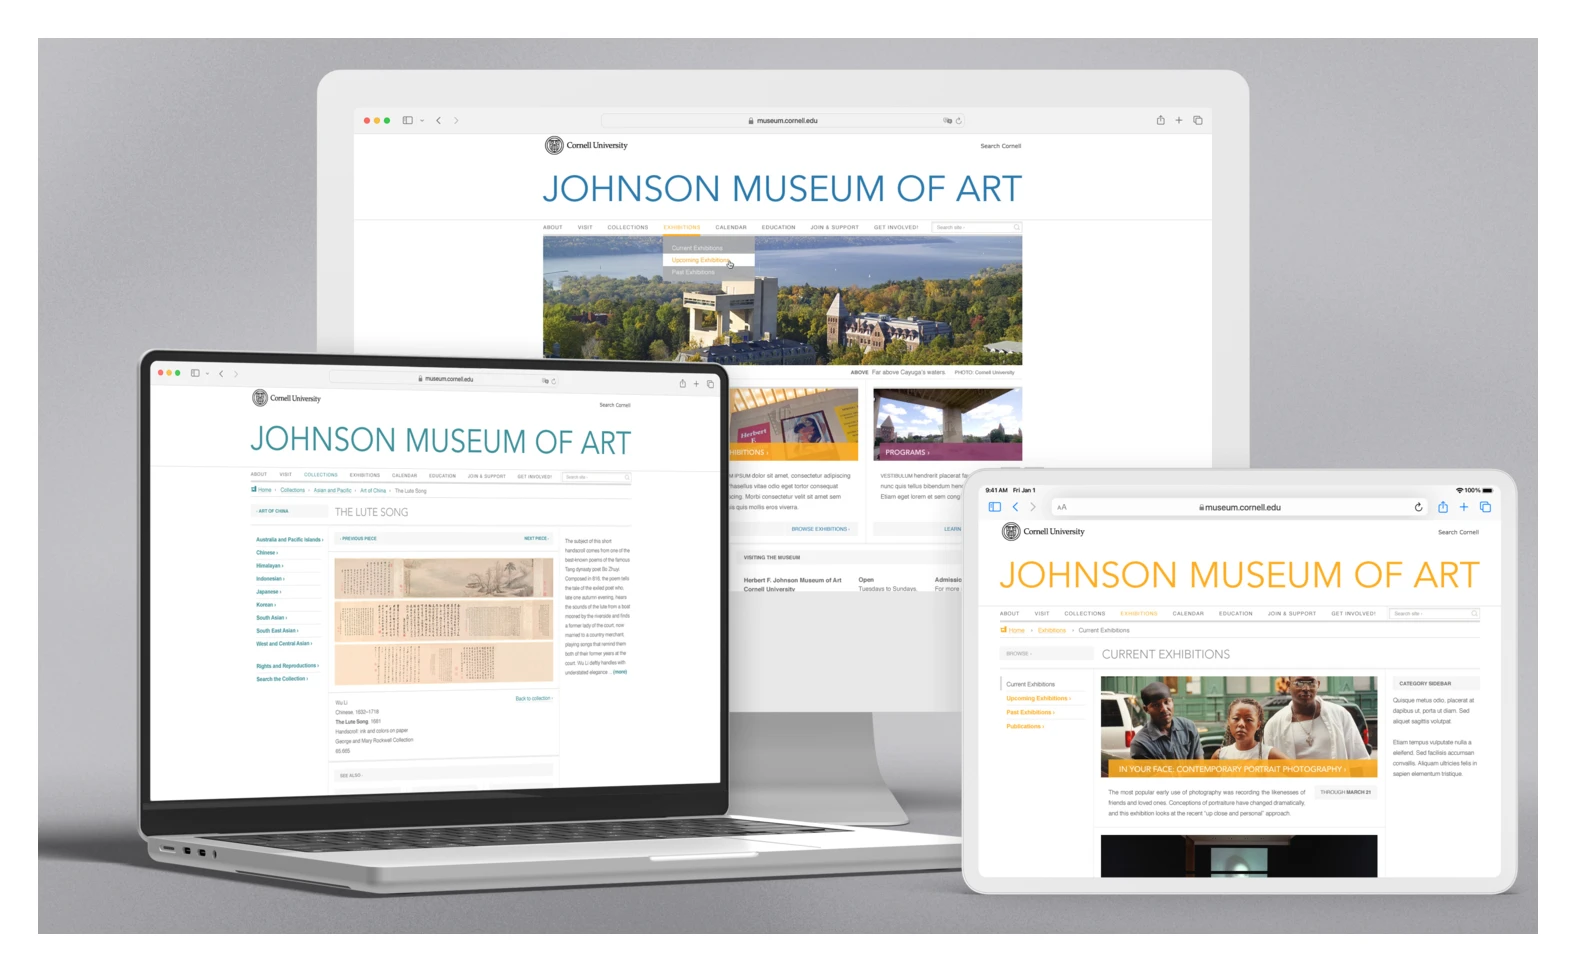 museum.cornell.edu
Cornell University
Search Cornell
JOHNSON MUSEUM OF ART
ABOUT VISIT COLLECTIONS EXHIBITIONS CALENDAR EDUCATION JOIN & SUPPORT GET INVOLVED! Search site -
Current Exhibitions
Upcoming Exhibitions
Past Exhibitions
ABOVE Far above Cayuga's waters PHOTO: Cornell University
HIBITIONS ›
PROGRAMS ›
dolor sit amet, consectetur adipiscing
vitae odio eget tortor consequat
Morbi consectetur velit sit amet sem
quis mollis eros viverra.
VESTIBULUM hendrerit placerat
nunc quis tellus bibendum
Etiam eget lorem et sem
BROWSE EXHIBITIONS ›
LEARN
VISITING THE MUSEUM
Herbert F. Johnson Museum of Art
Cornell University
Open
Tuesdays to Sundays,
Admissio
For more
museum.cornell.edu
Cornell University
Search Cornell
JOHNSON MUSEUM OF ART
ABOUT VISIT COLLECTIONS EXHIBITIONS CALENDAR EDUCATION JOIN & SUPPORT GET INVOLVED! Search site -
Home › Collections › Asian and Pacific › Art of China › The Lute Song
‹ ART OF CHINA
THE LUTE SONG
Australia and Pacific Islands ›
Chinese ›
Himalayan ›
Indonesian ›
Japanese ›
Korean ›
South Asian ›
South East Asian ›
West and Central Asian ›
Rights and Reproductions ›
Search the Collection ›
‹ PREVIOUS PIECE
NEXT PIECE ›
Back to collection ›
Wu Li
Chinese, 1632–1718
The Lute Song, 1681
Handscroll: ink and colors on paper
George and Mary Rockwell Collection
65.665
SEE ALSO ›
The subject of this short
handscroll comes from one of the
best-known poems of the famous
Tang dynasty poet Bo Zhuyi.
Composed in 816, the poem tells
the tale of the exiled poet who,
late one autumn evening, hears
the sounds of the lute from a boat
moored by the riverside and finds
a former lady of the court, now
married to a country merchant,
playing songs that remind them
both of their former years at the
court. Wu Li deftly handles with
understated elegance ... (more)
9:41 AM Fri Jan 1
100%
AA
museum.cornell.edu
Cornell University
Search Cornell
JOHNSON MUSEUM OF ART
ABOUT VISIT COLLECTIONS EXHIBITIONS CALENDAR EDUCATION JOIN & SUPPORT GET INVOLVED! Search site -
Home › Exhibitions › Current Exhibitions
BROWSE ›
CURRENT EXHIBITIONS
Current Exhibitions
Upcoming Exhibitions ›
Past Exhibitions ›
Publications ›
IN YOUR FACE: CONTEMPORARY PORTRAIT PHOTOGRAPHY ›
The most popular early use of photography was recording the likenesses of
friends and loved ones. Conceptions of portraiture have changed dramatically,
and this exhibition looks at the recent “up close and personal” approach.
THROUGH MARCH 21
CATEGORY SIDEBAR
Quisque metus odio, placerat at
dapibus ut, porta ut diam. Sed
aliquet sagittis volutpat.
Etiam tempus vulputate nulla a
eleifend. Sed facilisis accumsan
convallis. Aliquam ultricies felis in
sapien elementum tristique.